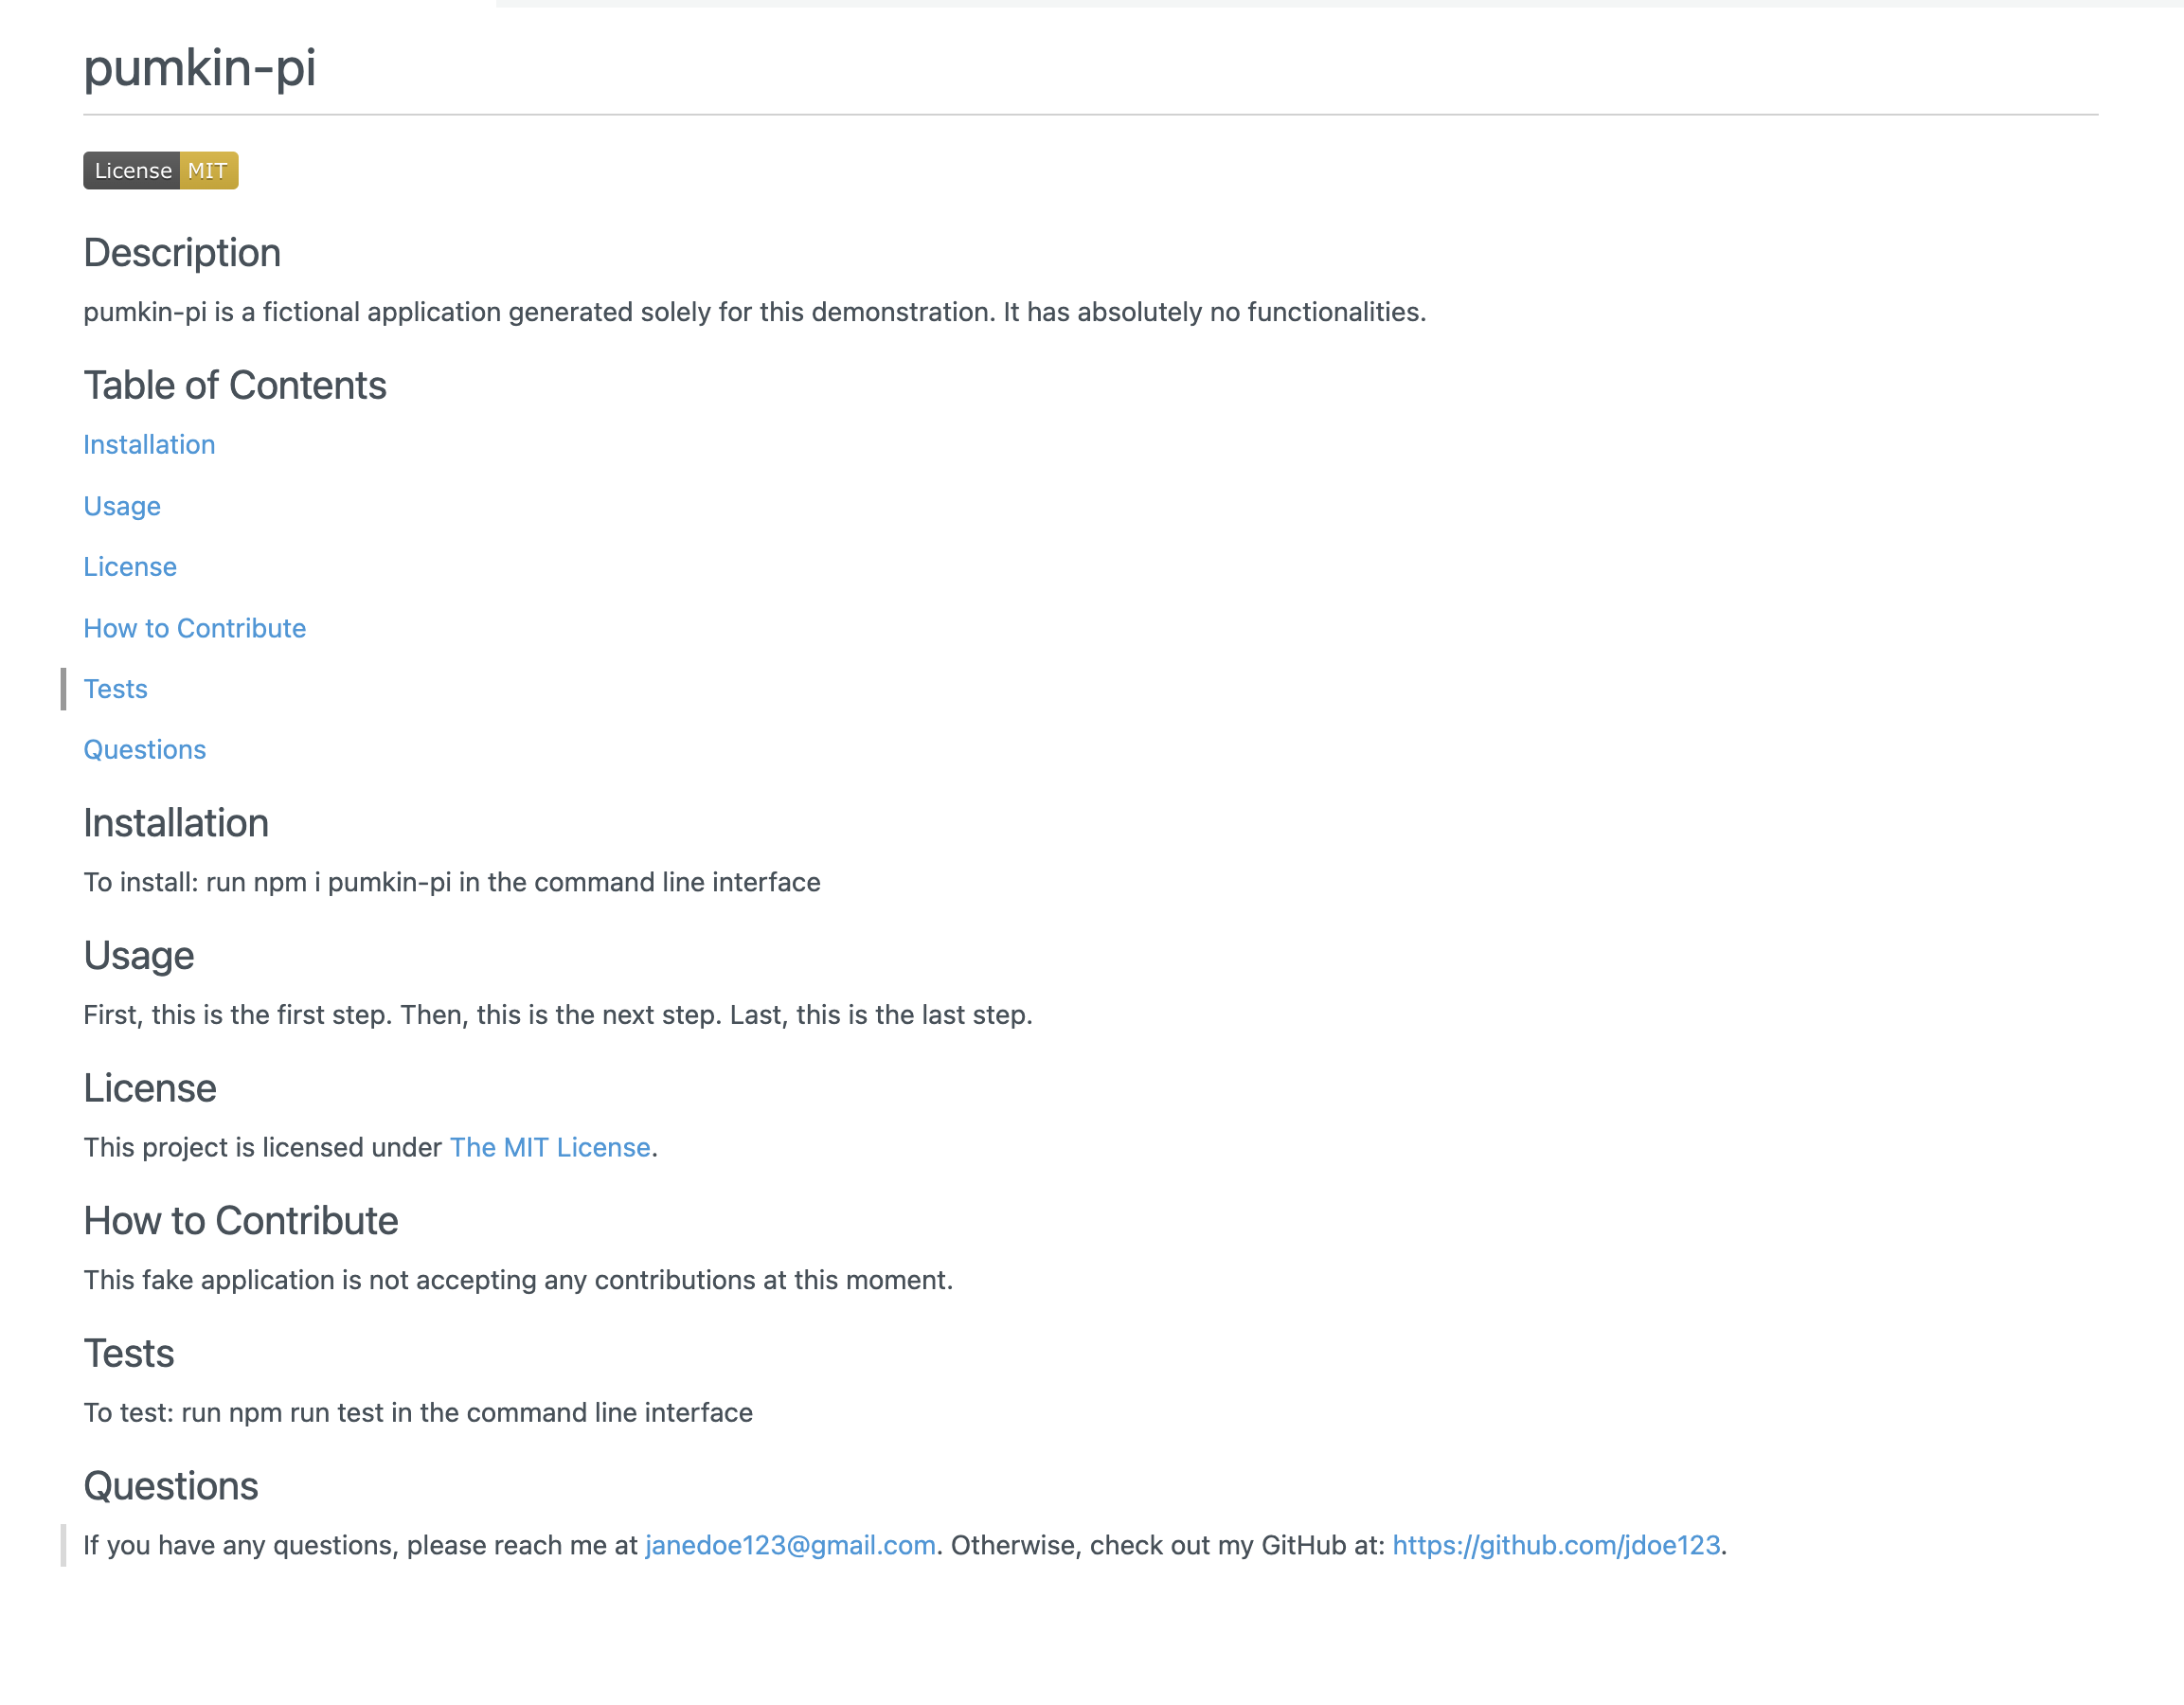 pumkin-pi
License MIT
Description
pumkin-pi is a fictional application generated solely for this demonstration. It has absolutely no functionalities.
Table of Contents
Installation
Usage
License
How to Contribute
Tests
Questions
Installation
To install: run npm i pumkin-pi in the command line interface
Usage
First, this is the first step. Then, this is the next step. Last, this is the last step.
License
This project is licensed under The MIT License.
How to Contribute
This fake application is not accepting any contributions at this moment.
Tests
To test: run npm run test in the command line interface
Questions
If you have any questions, please reach me at janedoe123@gmail.com. Otherwise, check out my GitHub at: https://github.com/jdoe123.